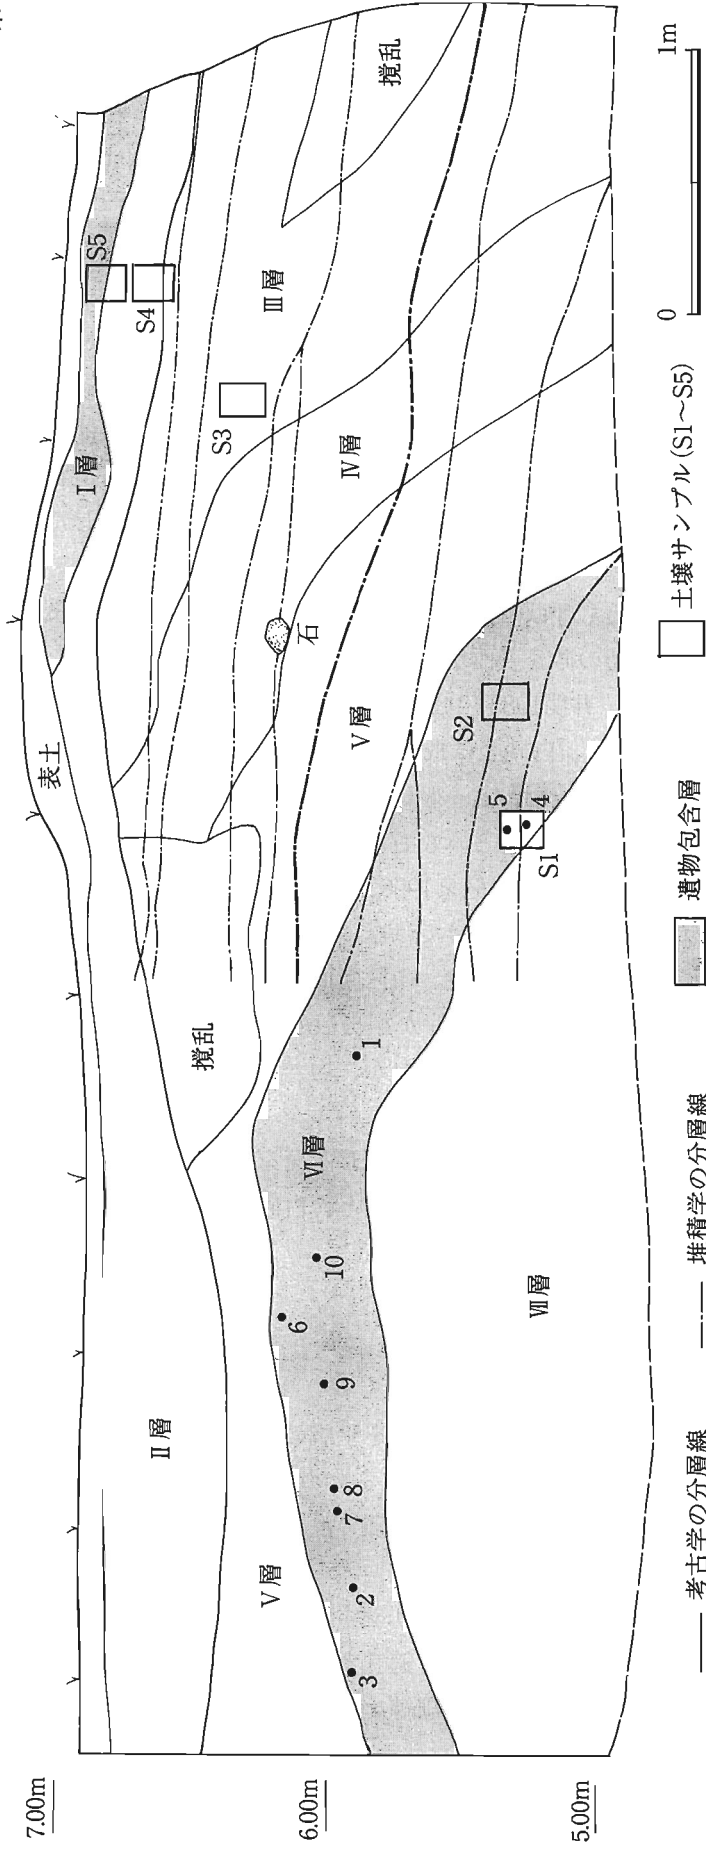 7.00m
6.00m
5.00m
表土
Ⅰ層
Ⅱ層
Ⅲ層
Ⅳ層
Ⅴ層
Ⅴ層
Ⅵ層
Ⅶ層
攪乱
攪乱
石
S5
S4
S3
S2
S1
5
4
1
10
6
9
8
7
2
3
考古学の分層線
堆積学の分層線
遺物包含層
土壌サンプル(S1～S5)
0
1m